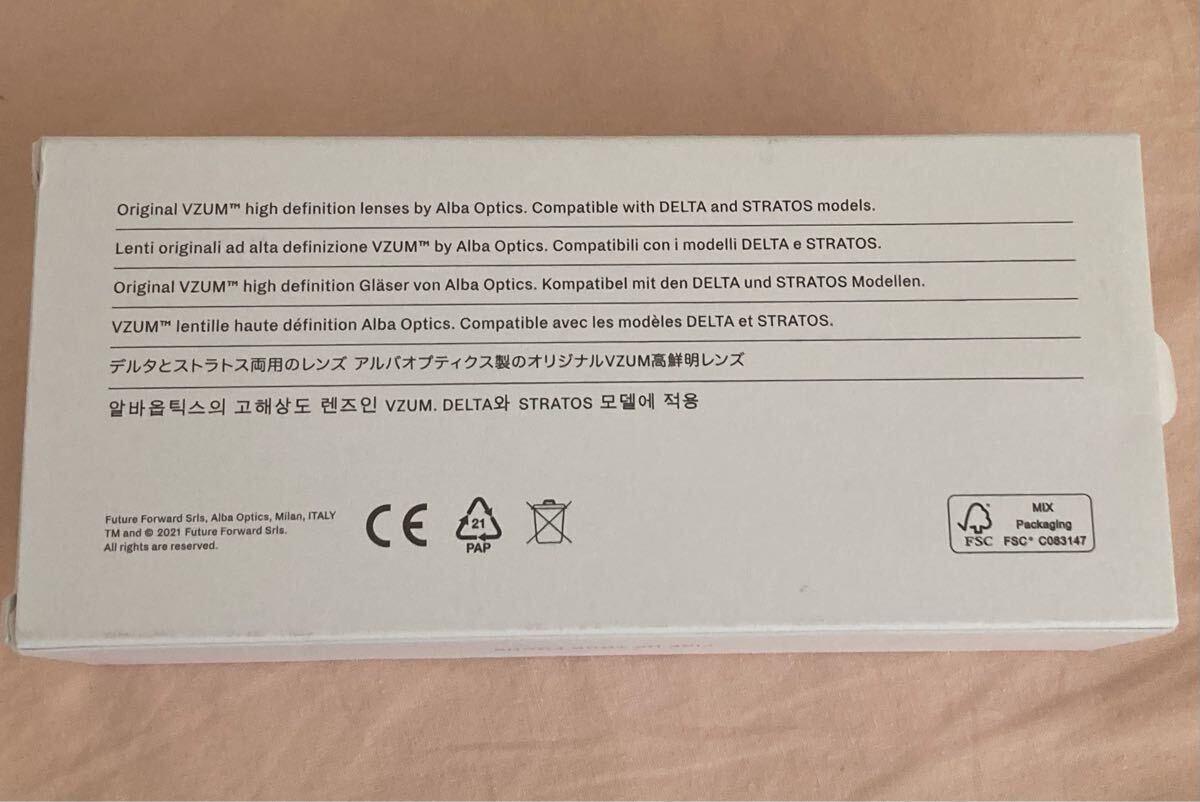 Original VZUM™ high definition lenses by Alba Optics. Compatible with DELTA and STRATOS models.
Lenti originali ad alta definizione VZUM™ by Alba Optics. Compatibili con i modelli DELTA e STRATOS.
Original VZUM™ high definition Gläser von Alba Optics. Kompatibel mit den DELTA und STRATOS Modellen.
VZUM™ lentille haute définition Alba Optics. Compatible avec les modèles DELTA et STRATOS.
デルタとストラトス両用のレンズ アルバオプティクス製のオリジナルVZUM高鮮明レンズ
알바옵틱스의 고해상도 렌즈인 VZUM. DELTA와 STRATOS 모델에 적용
Future Forward Srls, Alba Optics, Milan, ITALY
TM and © 2021 Future Forward Srls.
All rights are reserved.
CE
21
PAP
FSC
MIX
Packaging
FSC® C083147